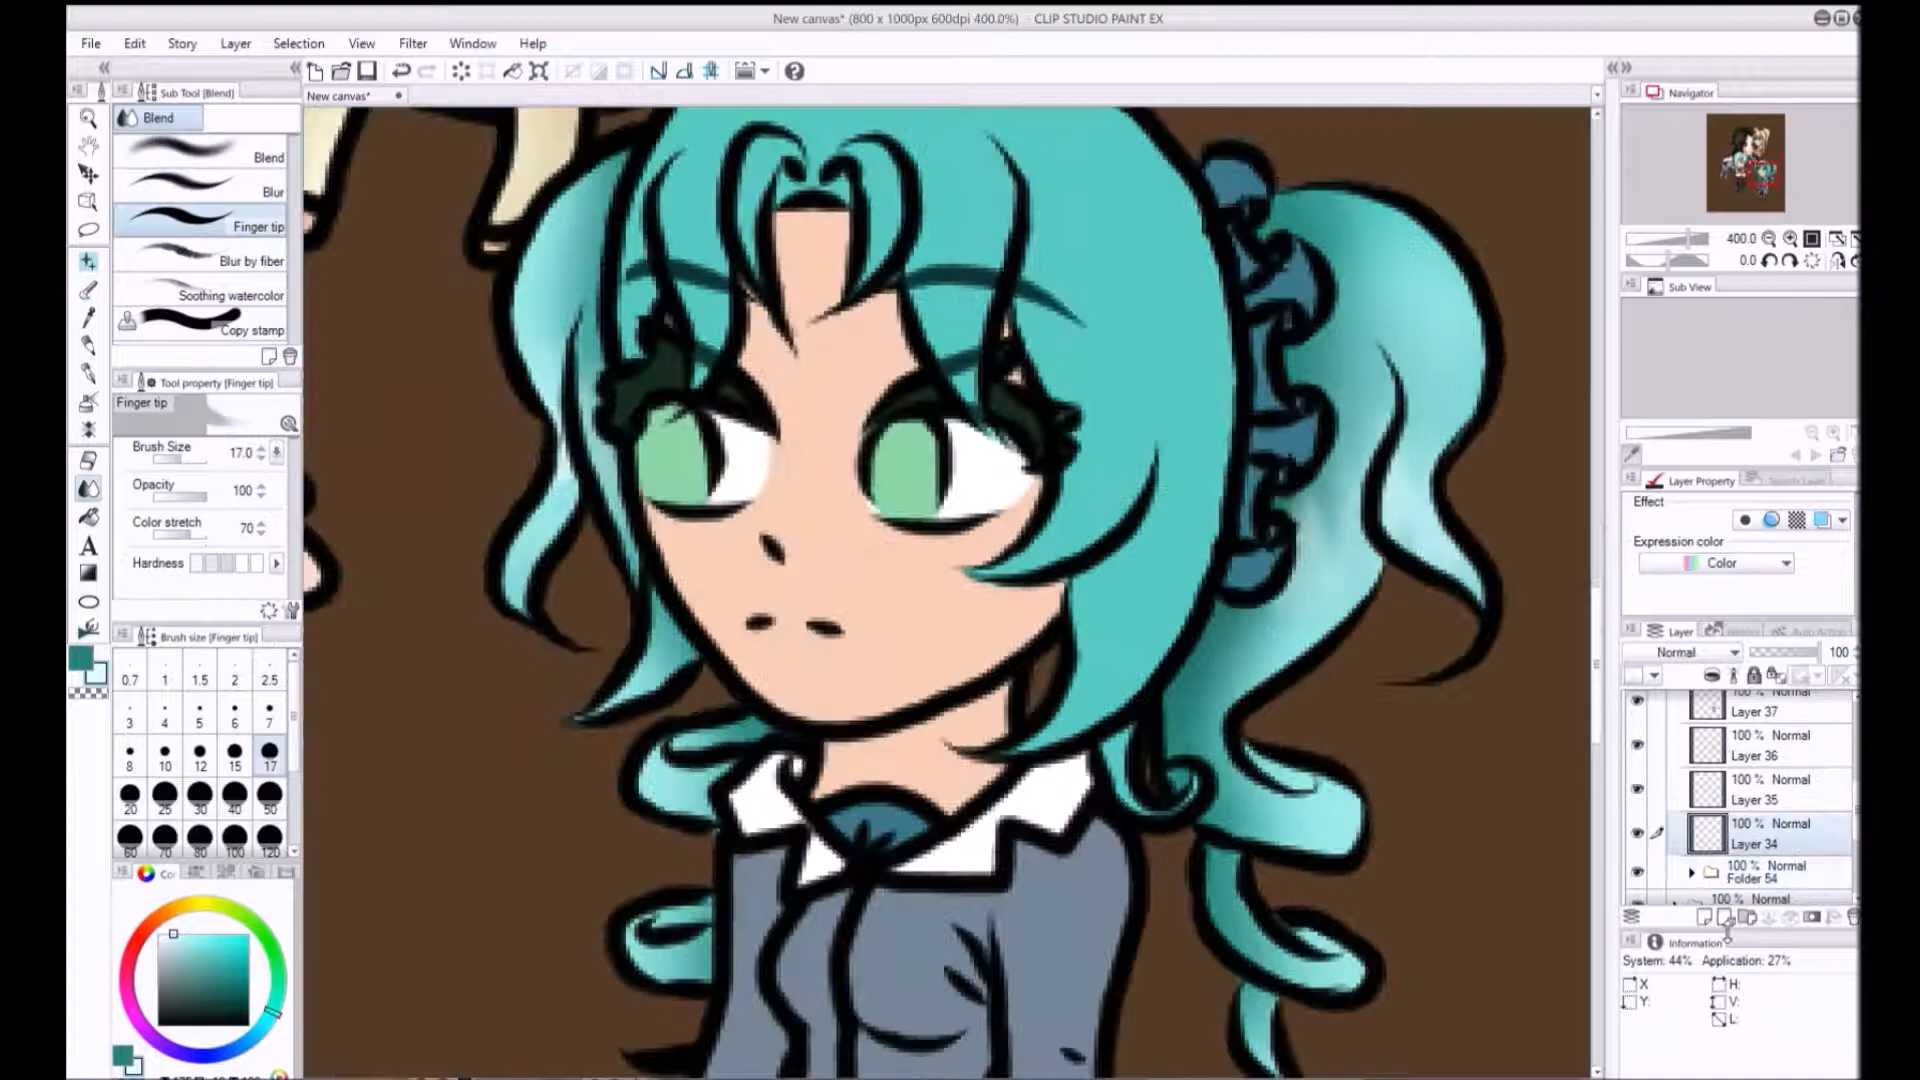 New canvas* (800 x 1000px 600dpi 400.0%) - CLIP STUDIO PAINT EX
File Edit Story Layer Selection View Filter Window Help
Sub Tool [Blend]
New canvas*
Navigator
Blend
Blend
Blur
Finger tip
Blur by fiber
Soothing watercolor
Copy stamp
400.0
0.0
Sub View
Tool property [Finger tip]
Finger tip
Brush Size 17.0
Opacity 100
Color stretch 70
Hardness
Layer Property
Effect
Expression color
Color
Brush size [Finger tip]
0.7 1 1.5 2 2.5
3 4 5 6 7
8 10 12 15 17
20 25 30 40 50
60 70 80 100 120
Layer
Normal 100
Layer 37
100 % Normal
Layer 36
100 % Normal
Layer 35
100 % Normal
Layer 34
100 % Normal
Folder 54
100 % Normal
Information
System: 44% Application: 27%
X H:
Y: V:
L: